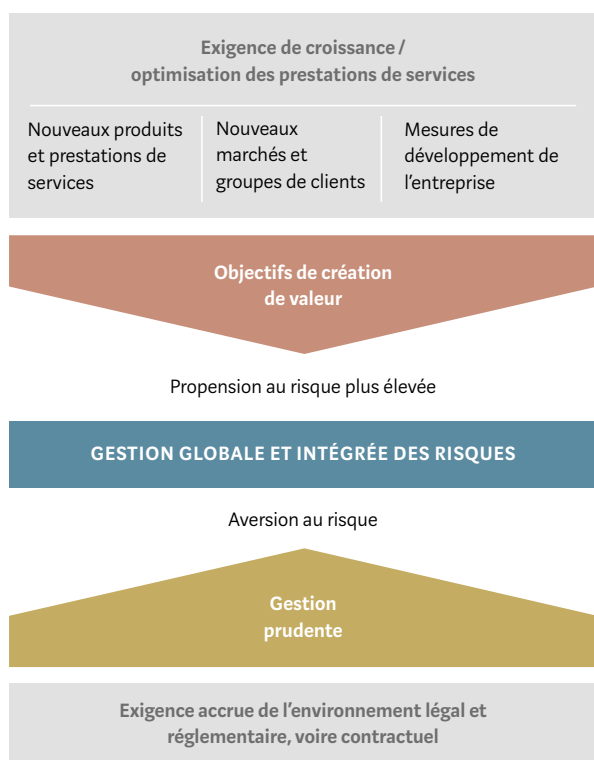 Exigence de croissance /
optimisation des prestations de services
Nouveaux produits
et prestations de
services
Nouveaux
marchés et
groupes de clients
Mesures de
développement de
l'entreprise
Objectifs de création
de valeur
Propension au risque plus élevée
GESTION GLOBALE ET INTÉGRÉE DES RISQUES
Aversion au risque
Gestion
prudente
Exigence accrue de l'environnement légal et
réglementaire, voire contractuel